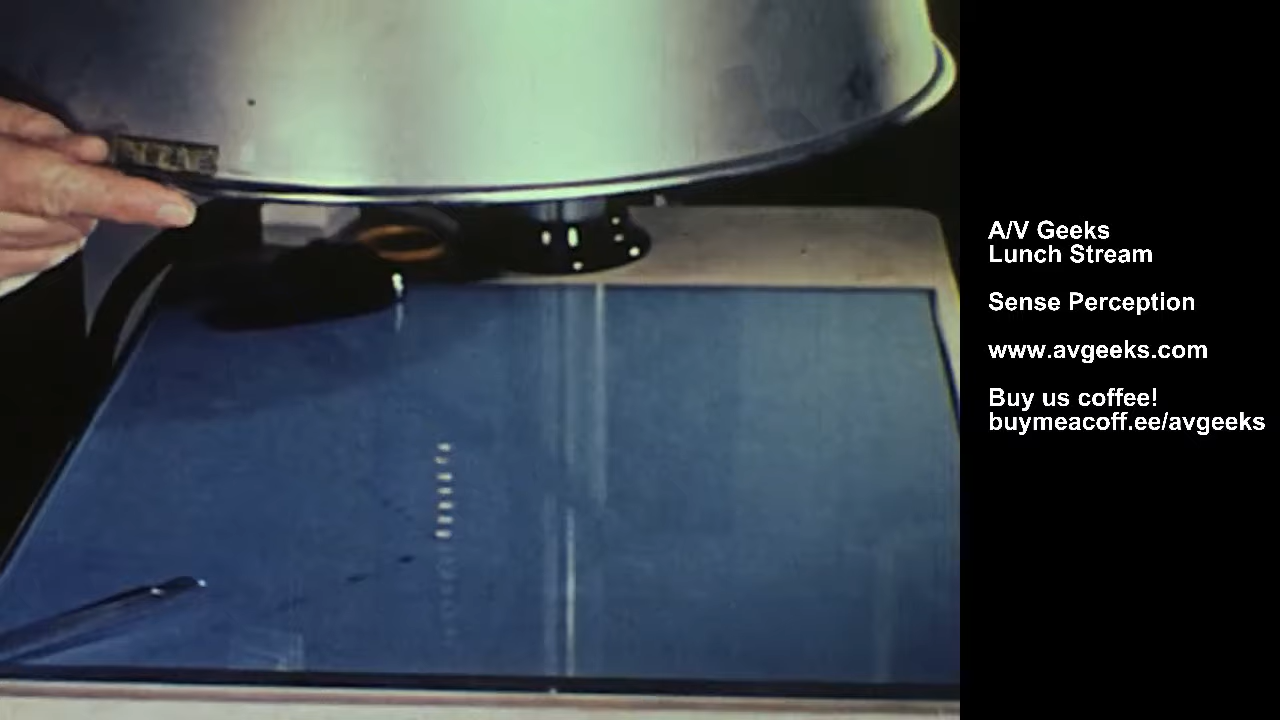 A/V Geeks
Lunch Stream
Sense Perception
www.avgeeks.com
Buy us coffee!
buymeacoff.ee/avgeeks